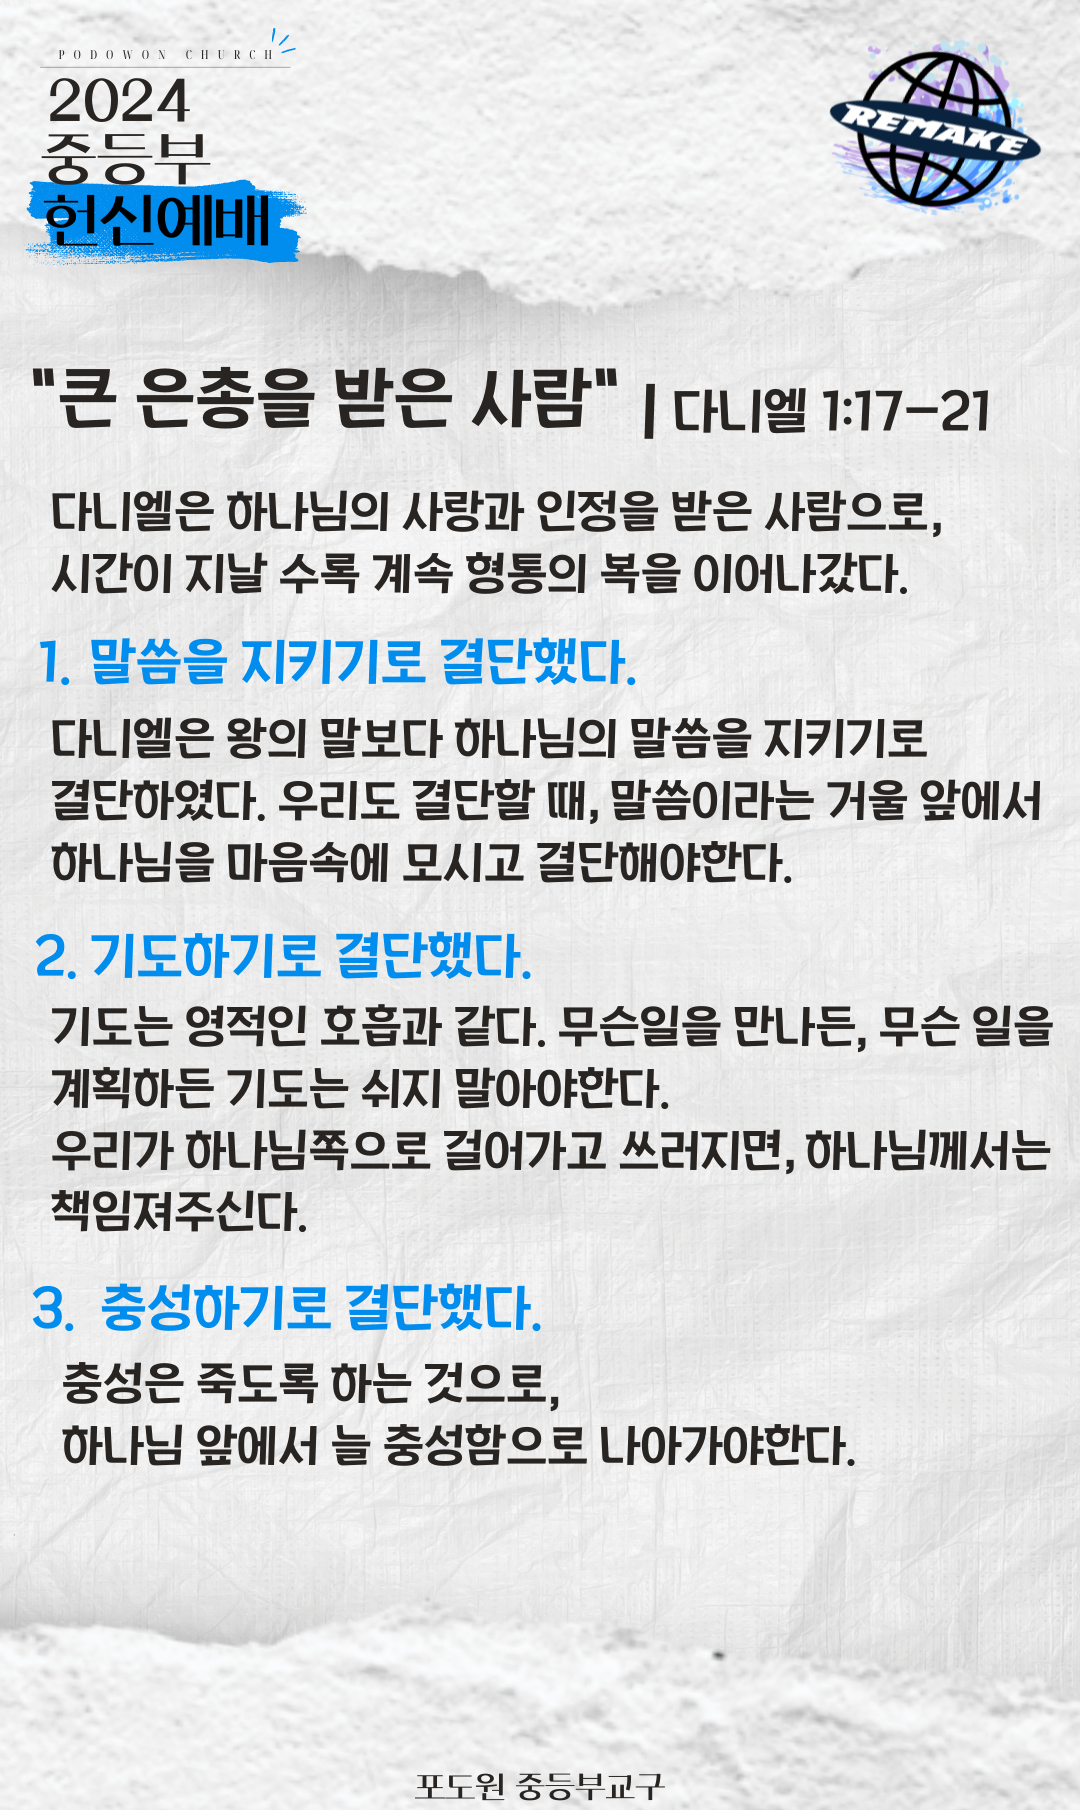 PODOWON CHURCH
2024
중등부
헌신예배
REMAKE
"큰 은총을 받은 사람" | 다니엘 1:17-21
다니엘은 하나님의 사랑과 인정을 받은 사람으로,
시간이 지날 수록 계속 형통의 복을 이어나갔다.
1. 말씀을 지키기로 결단했다.
다니엘은 왕의 말보다 하나님의 말씀을 지키기로
결단하였다. 우리도 결단할 때, 말씀이라는 거울 앞에서
하나님을 마음속에 모시고 결단해야한다.
2. 기도하기로 결단했다.
기도는 영적인 호흡과 같다. 무슨일을 만나든, 무슨 일을
계획하든 기도는 쉬지 말아야한다.
우리가 하나님쪽으로 걸어가고 쓰러지면, 하나님께서는
책임져주신다.
3. 충성하기로 결단했다.
충성은 죽도록 하는 것으로,
하나님 앞에서 늘 충성함으로 나아가야한다.
포도원 중등부교구